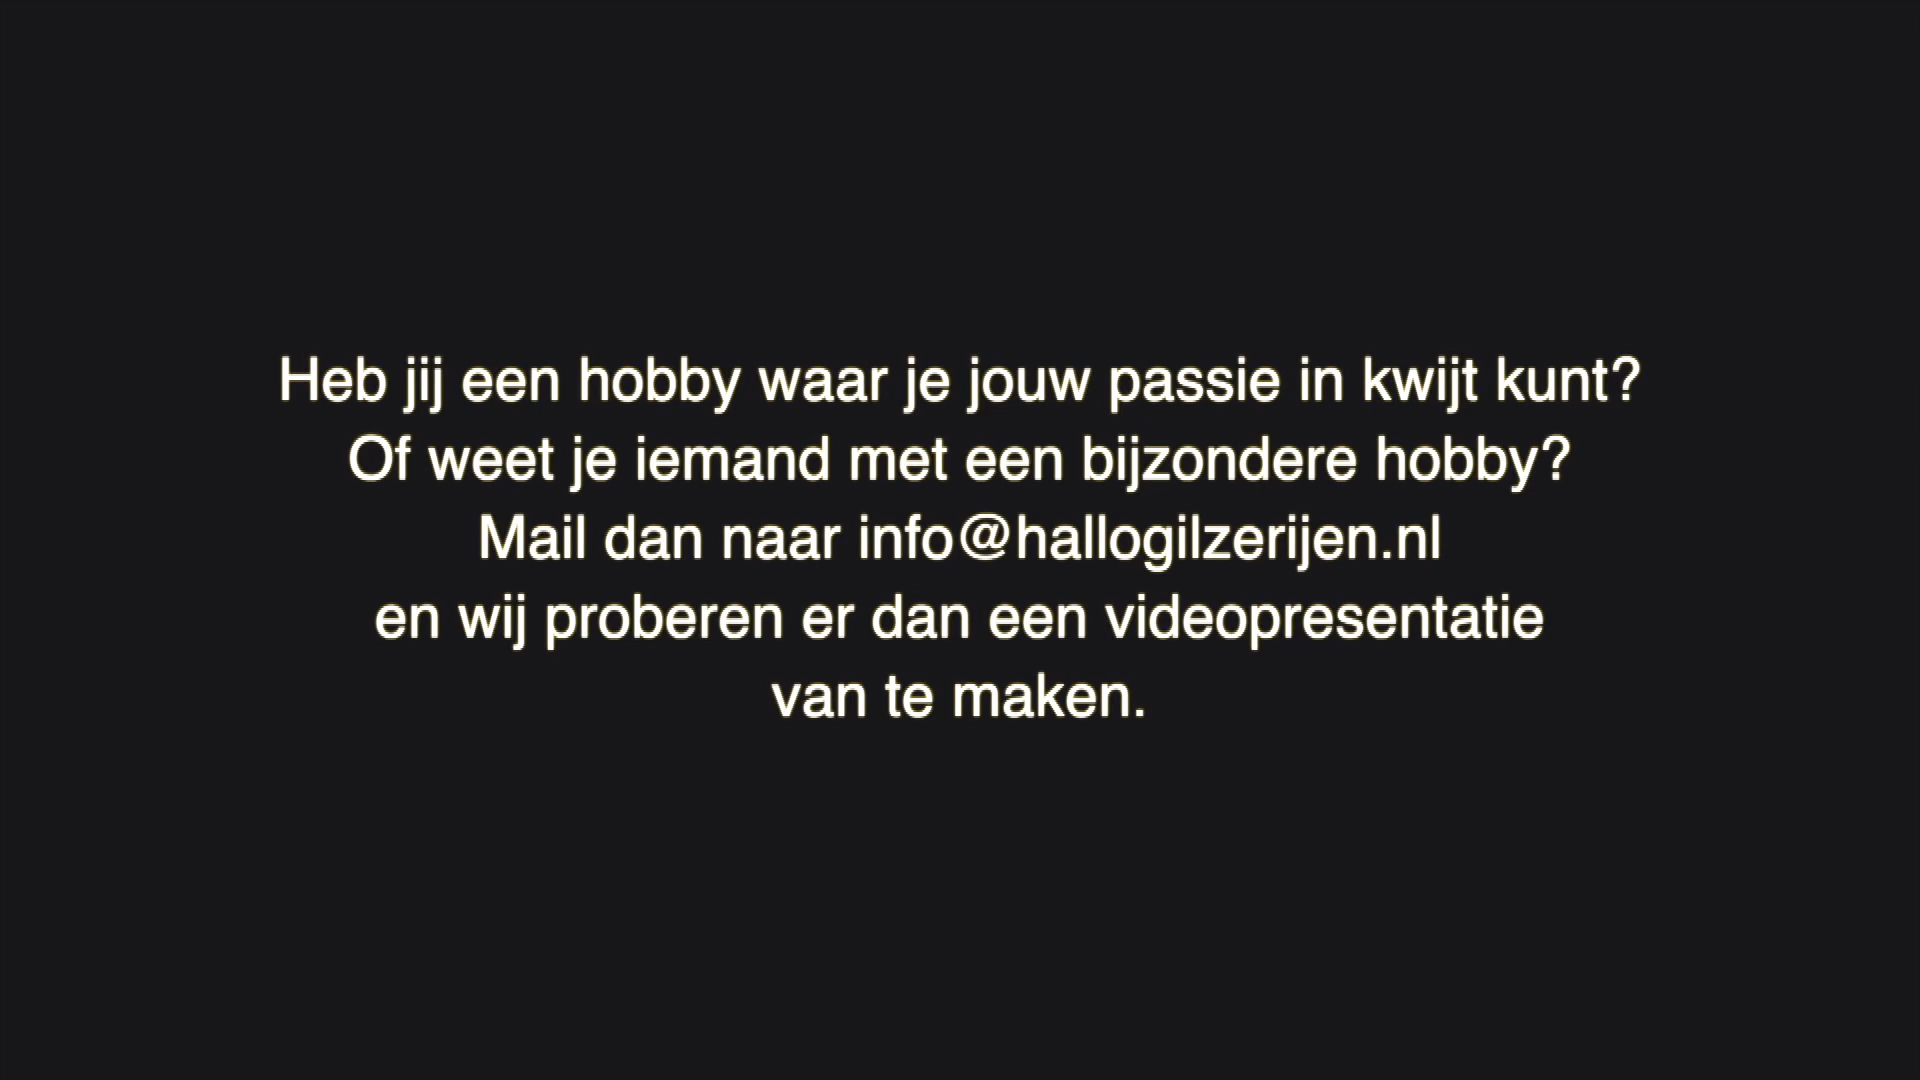 Heb jij een hobby waar je jouw passie in kwijt kunt?
Of weet je iemand met een bijzondere hobby?
Mail dan naar info@hallogilzerijen.nl
en wij proberen er dan een videopresentatie
van te maken.